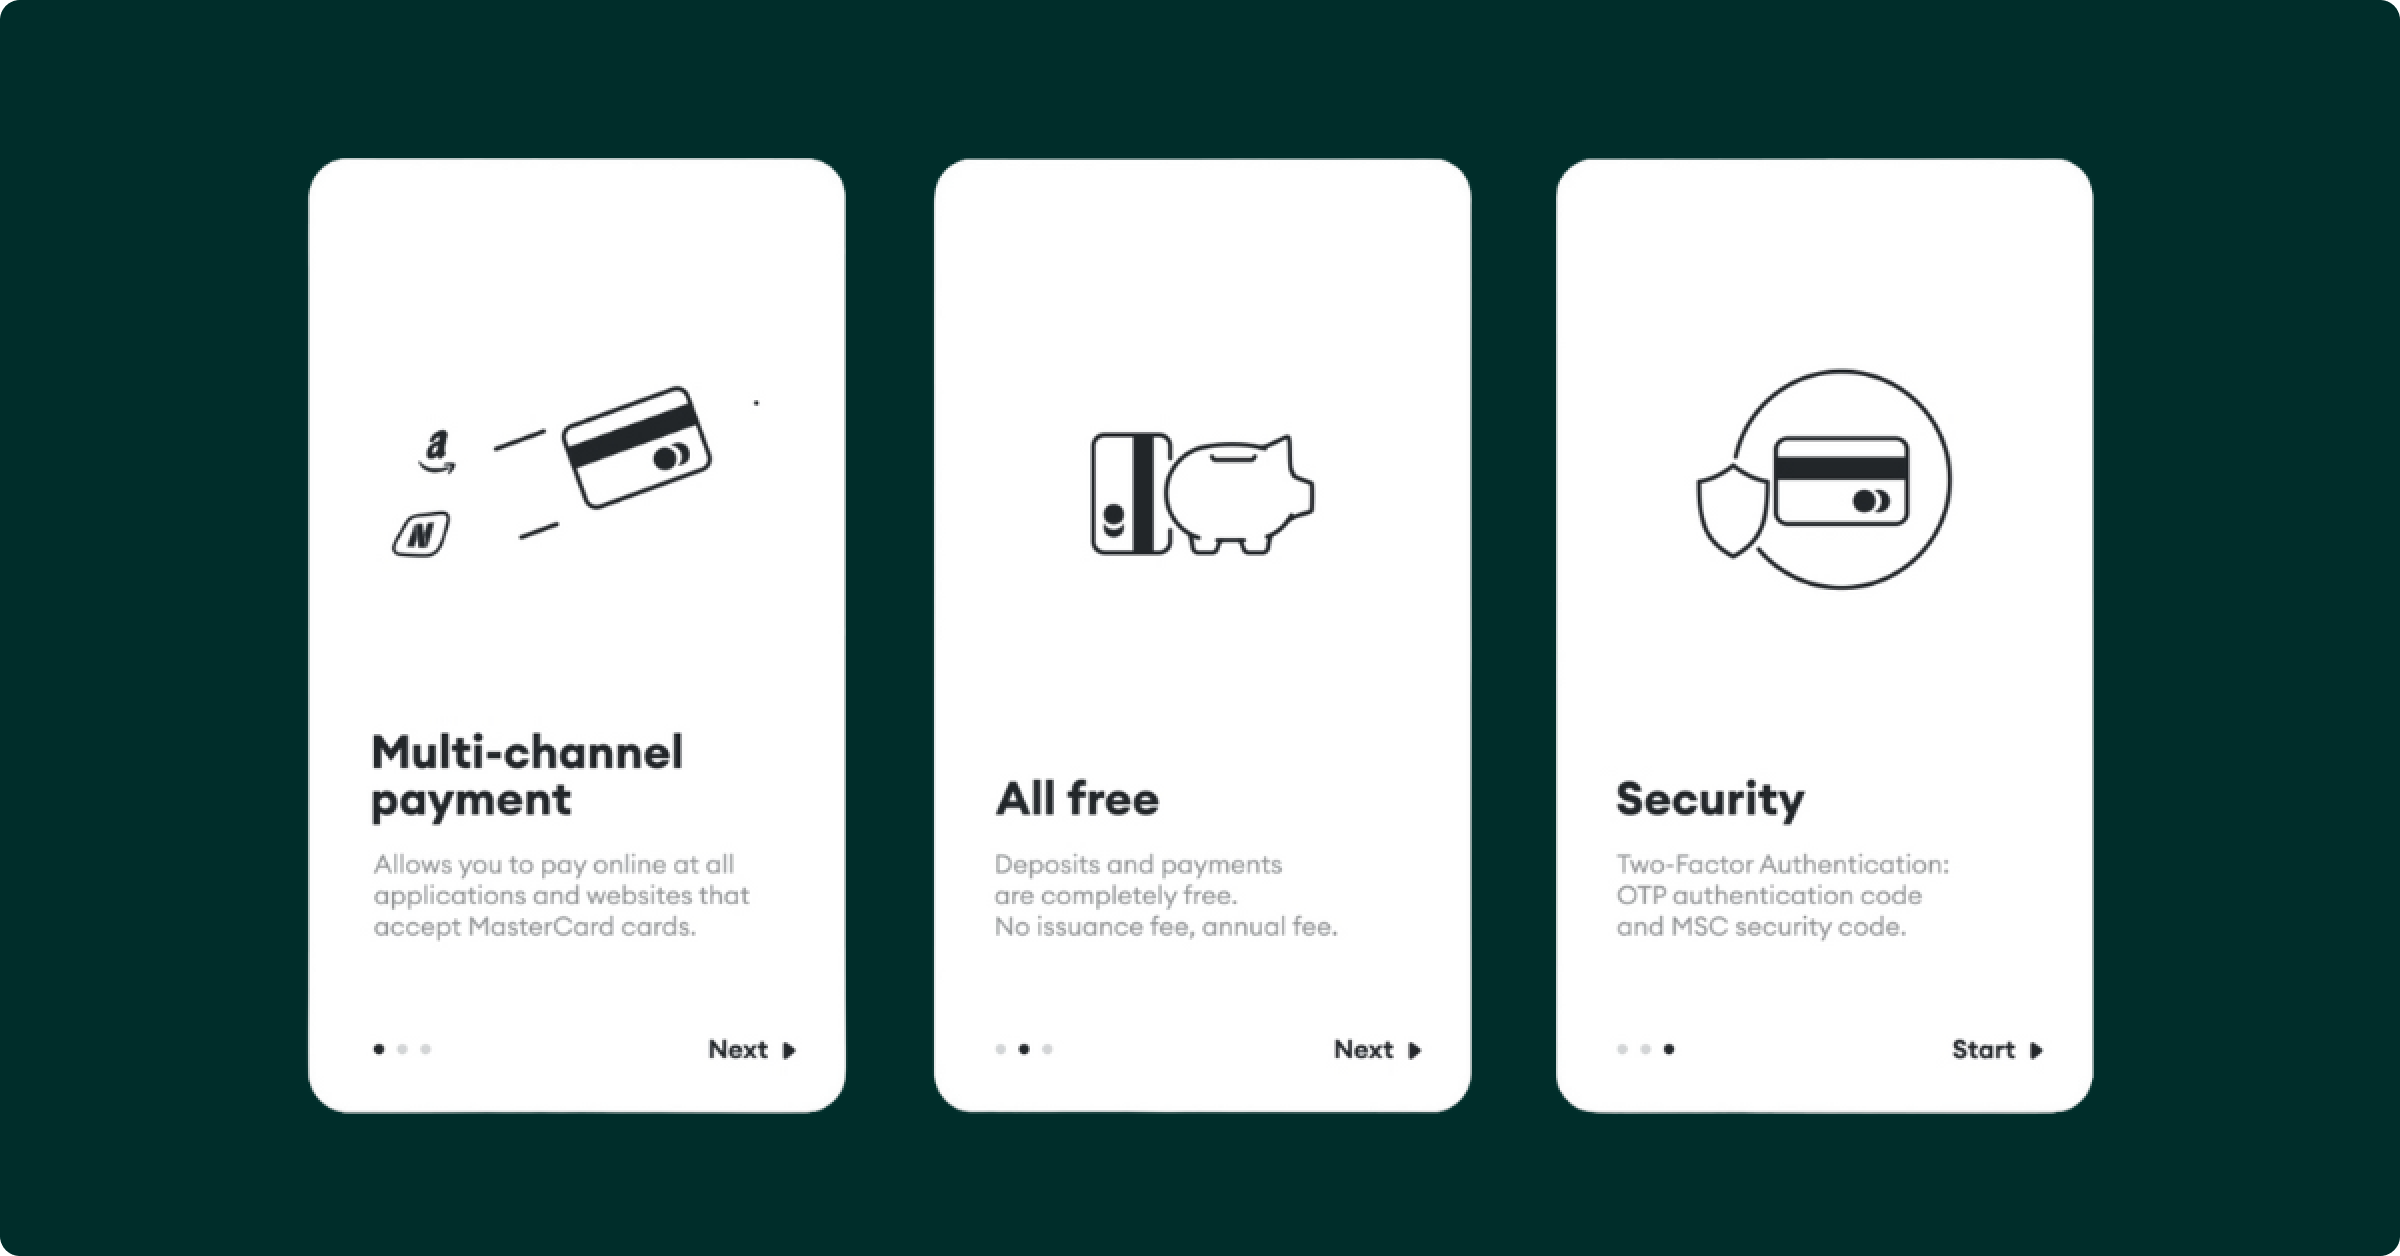 a
N
Multi-channel
payment
Allows you to pay online at all
applications and websites that
accept MasterCard cards.
Next
All free
Deposits and payments
are completely free.
No issuance fee, annual fee.
Next
Security
Two-Factor Authentication:
OTP authentication code
and MSC security code.
Start